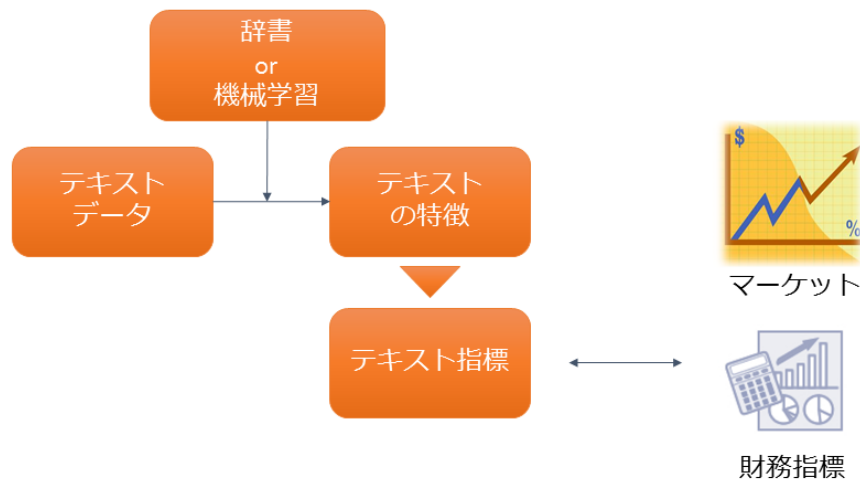 辞書
or
機械学習
テキスト
データ
テキスト
の特徴
$
%
マーケット
テキスト指標
財務指標